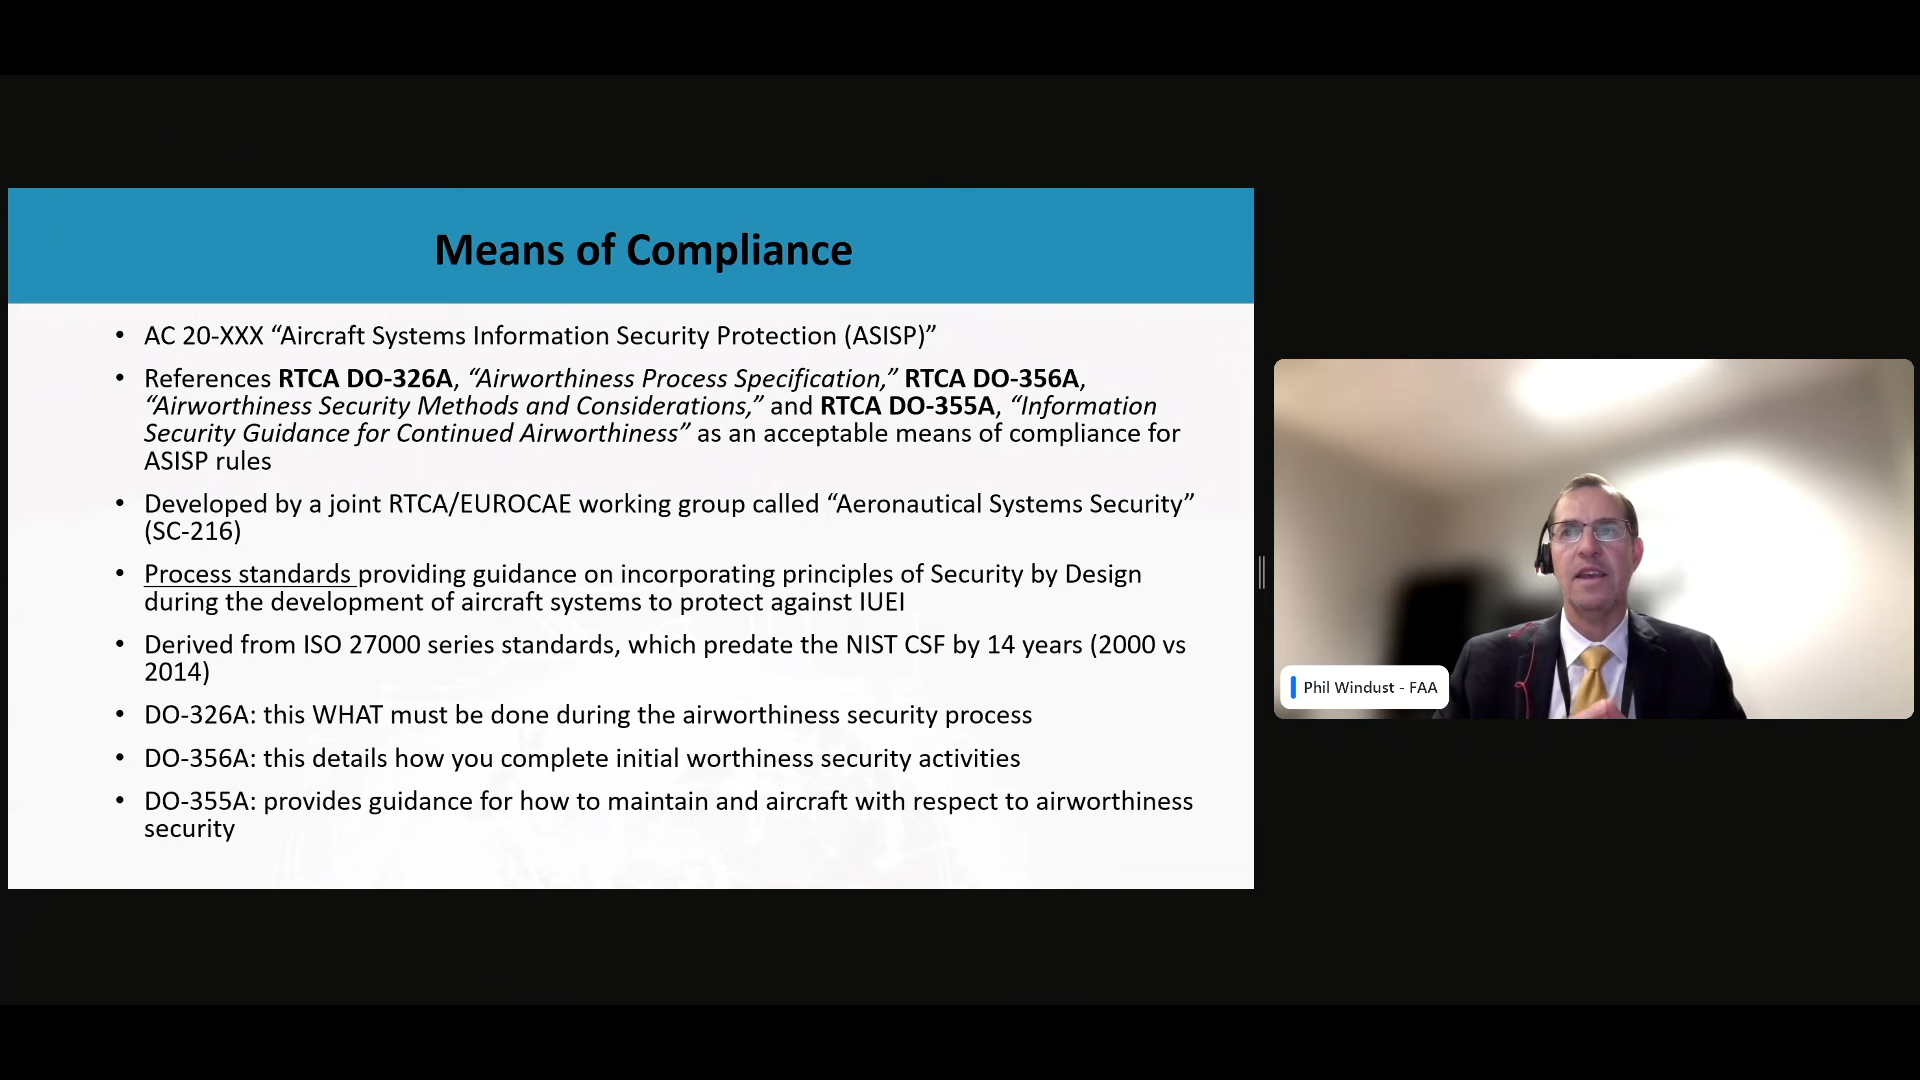 Means of Compliance
• AC 20-XXX “Aircraft Systems Information Security Protection (ASISP)”
• References RTCA DO-326A, “Airworthiness Process Specification,” RTCA DO-356A,
“Airworthiness Security Methods and Considerations,” and RTCA DO-355A, “Information
Security Guidance for Continued Airworthiness” as an acceptable means of compliance for
ASISP rules
• Developed by a joint RTCA/EUROCAE working group called “Aeronautical Systems Security”
(SC-216)
• Process standards providing guidance on incorporating principles of Security by Design
during the development of aircraft systems to protect against IUEI
• Derived from ISO 27000 series standards, which predate the NIST CSF by 14 years (2000 vs
2014)
• DO-326A: this WHAT must be done during the airworthiness security process
• DO-356A: this details how you complete initial worthiness security activities
• DO-355A: provides guidance for how to maintain and aircraft with respect to airworthiness
security
Phil Windust - FAA